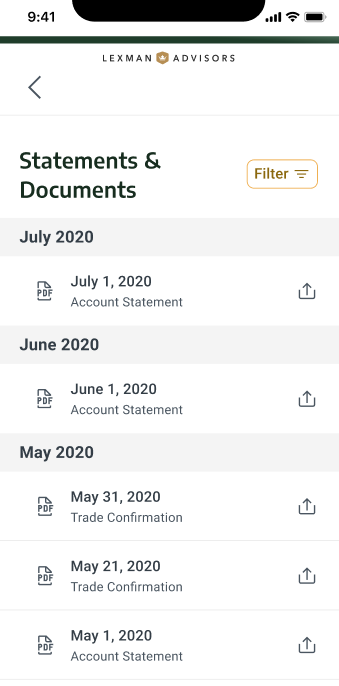 9:41
LEXMAN ADVISORS
Statements &
Documents
Filter
July 2020
PDF
July 1, 2020
Account Statement
June 2020
PDF
June 1, 2020
Account Statement
May 2020
PDF
May 31, 2020
Trade Confirmation
PDF
May 21, 2020
Trade Confirmation
PDF
May 1, 2020
Account Statement